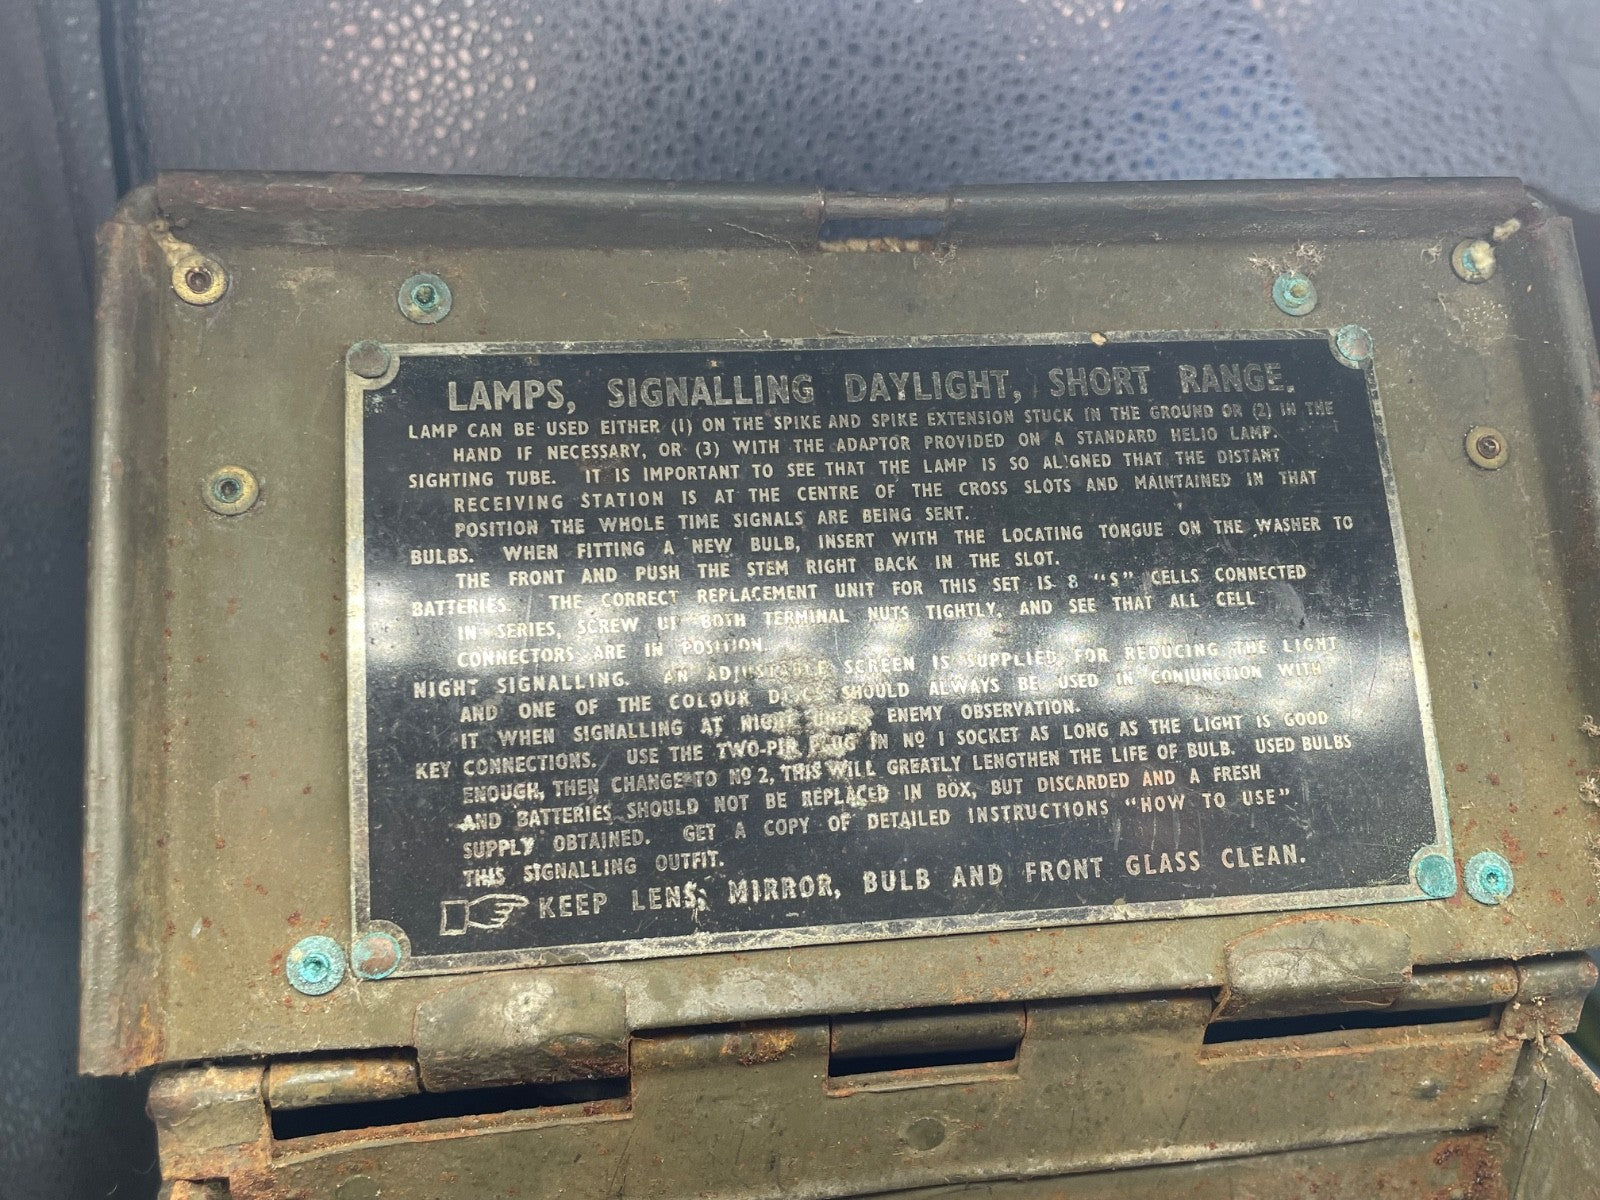 LAMPS, SIGNALLING DAYLIGHT, SHORT RANGE.
LAMP CAN BE USED EITHER (1) ON THE SPIKE AND SPIKE EXTENSION STUCK IN THE GROUND OR (2) IN THE
HAND IF NECESSARY, OR (3) WITH THE ADAPTOR PROVIDED ON A STANDARD HELIO LAMP.
SIGHTING TUBE. IT IS IMPORTANT TO SEE THAT THE LAMP IS SO ALIGNED THAT THE DISTANT
RECEIVING STATION IS AT THE CENTRE OF THE CROSS SLOTS AND MAINTAINED IN THAT
POSITION THE WHOLE TIME SIGNALS ARE BEING SENT.
BULBS. WHEN FITTING A NEW BULB, INSERT WITH THE LOCATING TONGUE ON THE WASHER TO
THE FRONT AND PUSH THE STEM RIGHT BACK IN THE SLOT.
BATTERIES. THE CORRECT REPLACEMENT UNIT FOR THIS SET IS 8 "S" CELLS CONNECTED
IN SERIES, SCREW UP BOTH TERMINAL NUTS TIGHTLY, AND SEE THAT ALL CELL
CONNECTORS ARE IN POSITION.
NIGHT SIGNALLING. AN ADJUSTABLE SCREEN IS SUPPLIED FOR REDUCING THE LIGHT
AND ONE OF THE COLOUR DISCS SHOULD ALWAYS BE USED IN CONJUNCTION WITH
IT WHEN SIGNALLING AT NIGHT UNDER ENEMY OBSERVATION.
KEY CONNECTIONS. USE THE TWO-PIN PLUG IN Nº 1 SOCKET AS LONG AS THE LIGHT IS GOOD
ENOUGH, THEN CHANGE TO Nº 2, THIS WILL GREATLY LENGTHEN THE LIFE OF BULB. USED BULBS
AND BATTERIES SHOULD NOT BE REPLACED IN BOX, BUT DISCARDED AND A FRESH
SUPPLY OBTAINED. GET A COPY OF DETAILED INSTRUCTIONS "HOW TO USE"
THIS SIGNALLING OUTFIT.
KEEP LENS, MIRROR, BULB AND FRONT GLASS CLEAN.